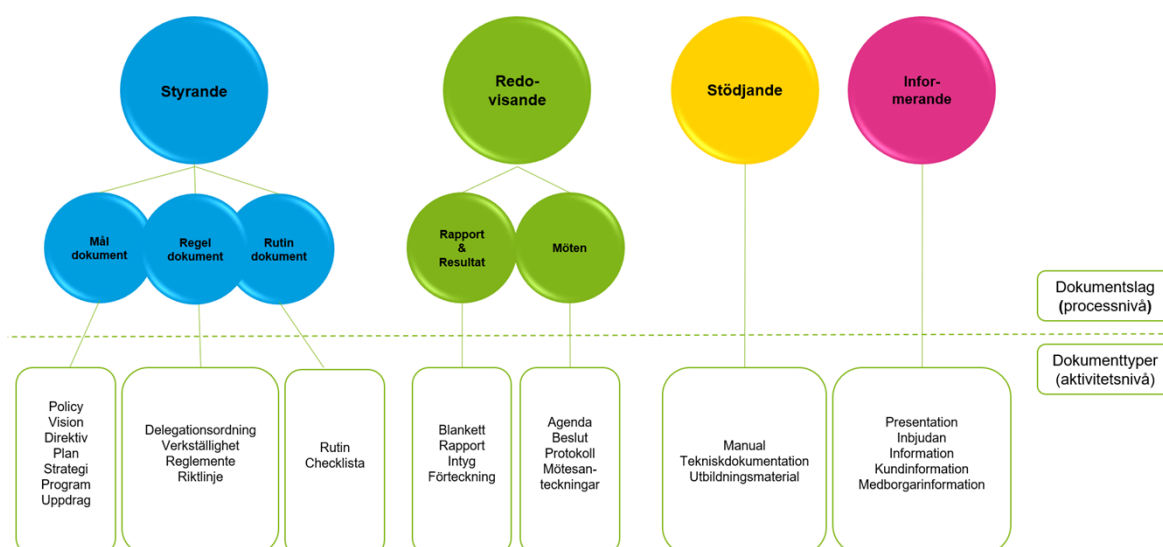 Styrande
Redo-
visande
Stödjande
Infor-
merande
Mål
dokument
Regel
dokument
Rutin
dokument
Rapport
&
Resultat
Möten
Dokumentslag
(processnivå)
Dokumenttyper
(aktivitetsnivå)
Policy
Vision
Direktiv
Plan
Strategi
Program
Uppdrag
Delegationsordning
Verkställighet
Reglemente
Riktlinje
Rutin
Checklista
Blankett
Rapport
Intyg
Förteckning
Agenda
Beslut
Protokoll
Mötesan-
teckningar
Manual
Tekniskdokumentation
Utbildningsmaterial
Presentation
Inbjudan
Information
Kundinformation
Medborgarinformation